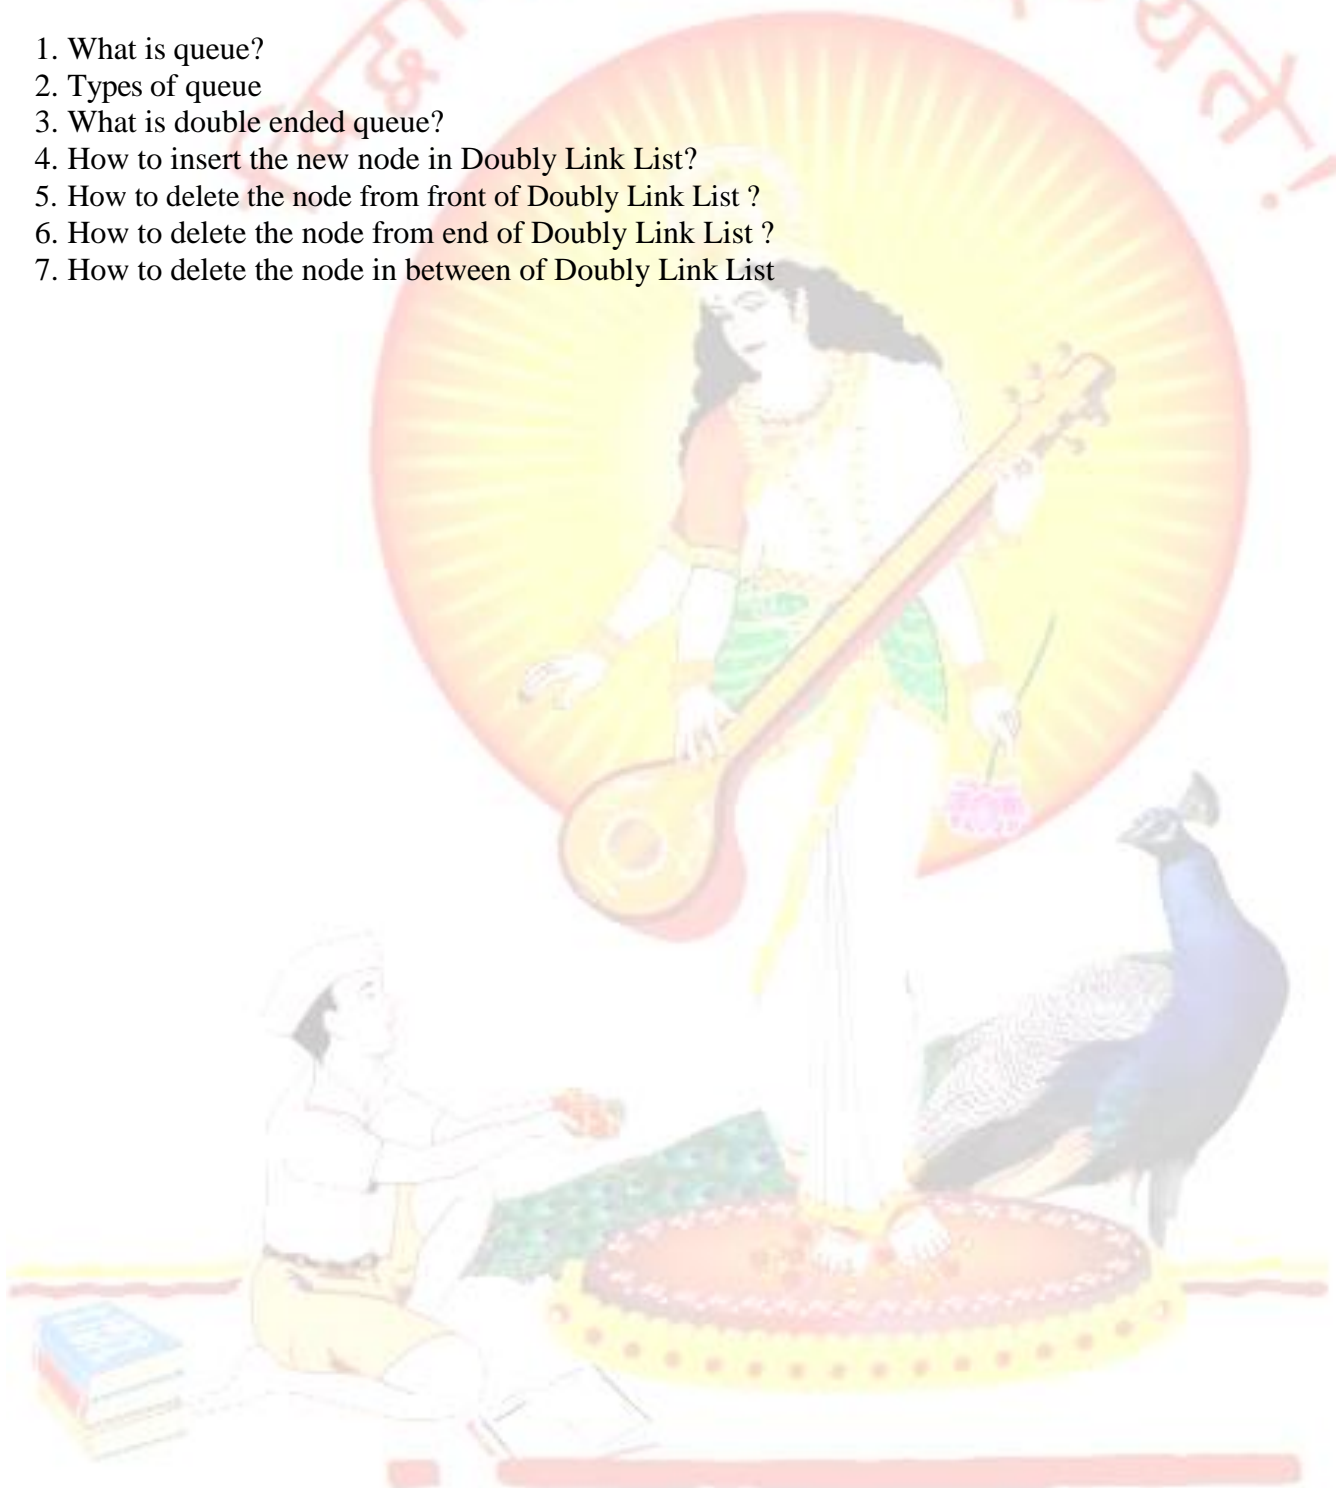 1. What is queue?
2. Types of queue
3. What is double ended queue?
4. How to insert the new node in Doubly Link List?
5. How to delete the node from front of Doubly Link List ?
6. How to delete the node from end of Doubly Link List ?
7. How to delete the node in between of Doubly Link List